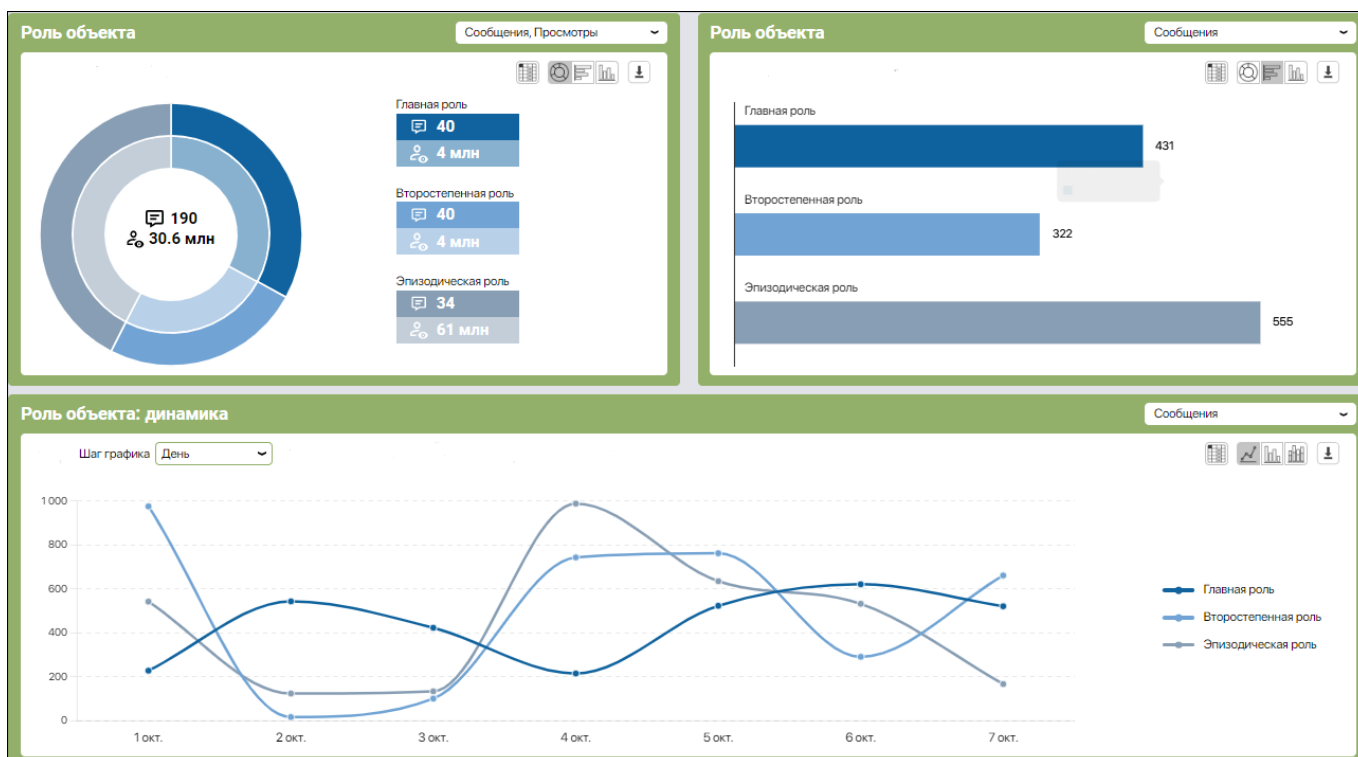 Роль объекта
Сообщения, Просмотры
Главная роль
40
4 млн
Второстепенная роль
40
4 млн
Эпизодическая роль
34
61 млн
190
30.6 млн
Роль объекта
Сообщения
Главная роль
431
Второстепенная роль
322
Эпизодическая роль
555
Роль объекта: динамика
Сообщения
Шаг графика День
1 000
800
600
400
200
0
1 окт. 2 окт. 3 окт. 4 окт. 5 окт. 6 окт. 7 окт.
Главная роль
Второстепенная роль
Эпизодическая роль